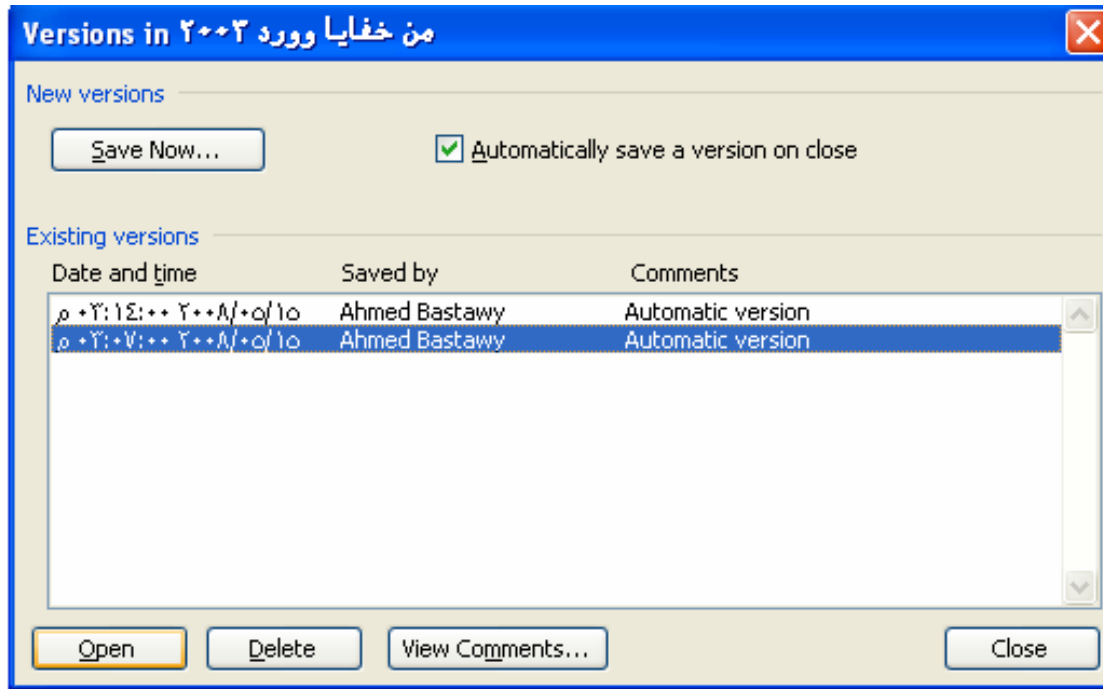 Versions in من خفايا وورد ٢٠٠٣
New versions
Save Now...
Automatically save a version on close
Existing versions
Date and time Saved by Comments
١٥/٠٥/٢٠٠٨ ٠٣:١٤:٠٠ م Ahmed Bastawy Automatic version
١٥/٠٥/٢٠٠٨ ٠٣:٠٧:٠٠ م Ahmed Bastawy Automatic version
Open Delete View Comments... Close